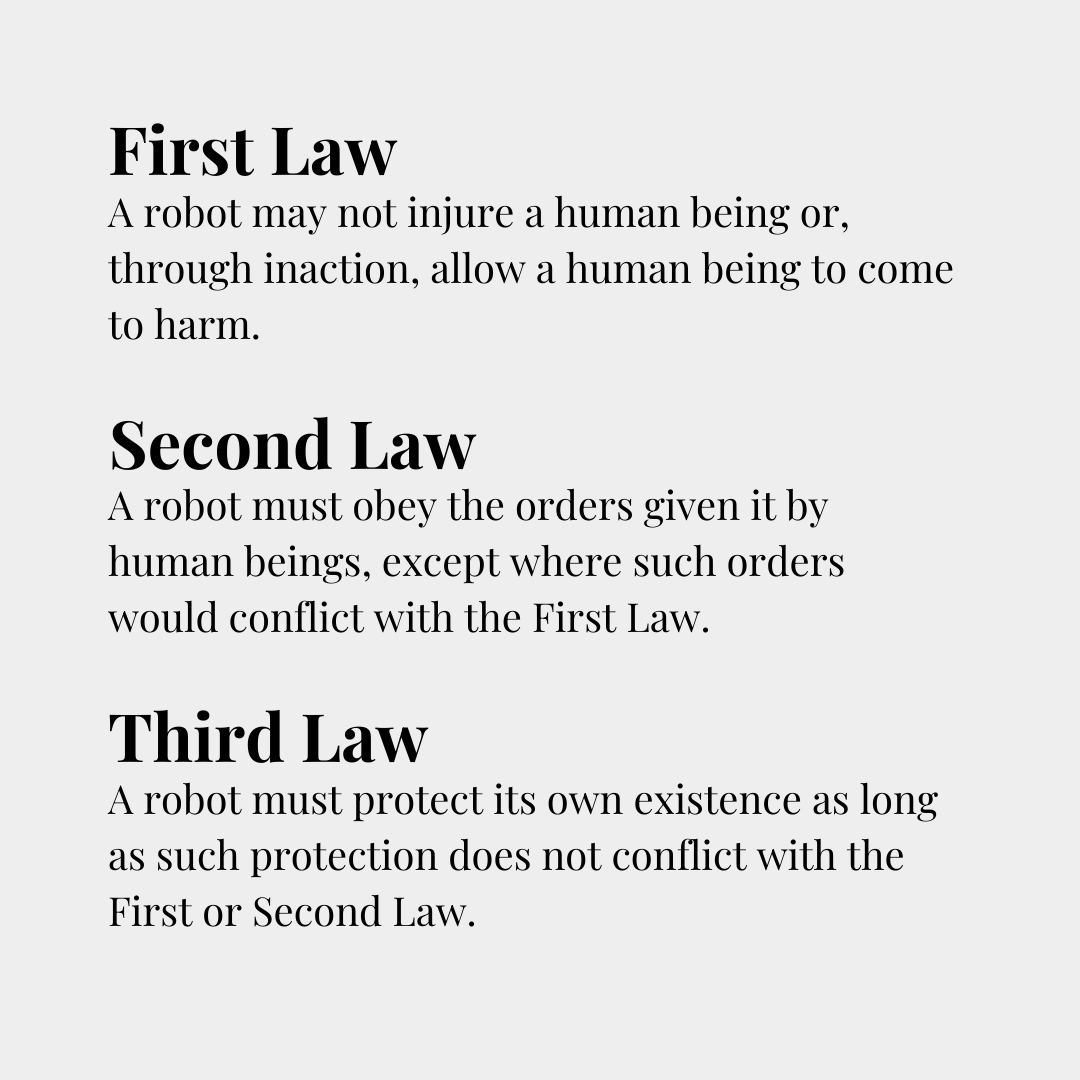 First Law
A robot may not injure a human being or,
through inaction, allow a human being to come
to harm.
Second Law
A robot must obey the orders given it by
human beings, except where such orders
would conflict with the First Law.
Third Law
A robot must protect its own existence as long
as such protection does not conflict with the
First or Second Law.